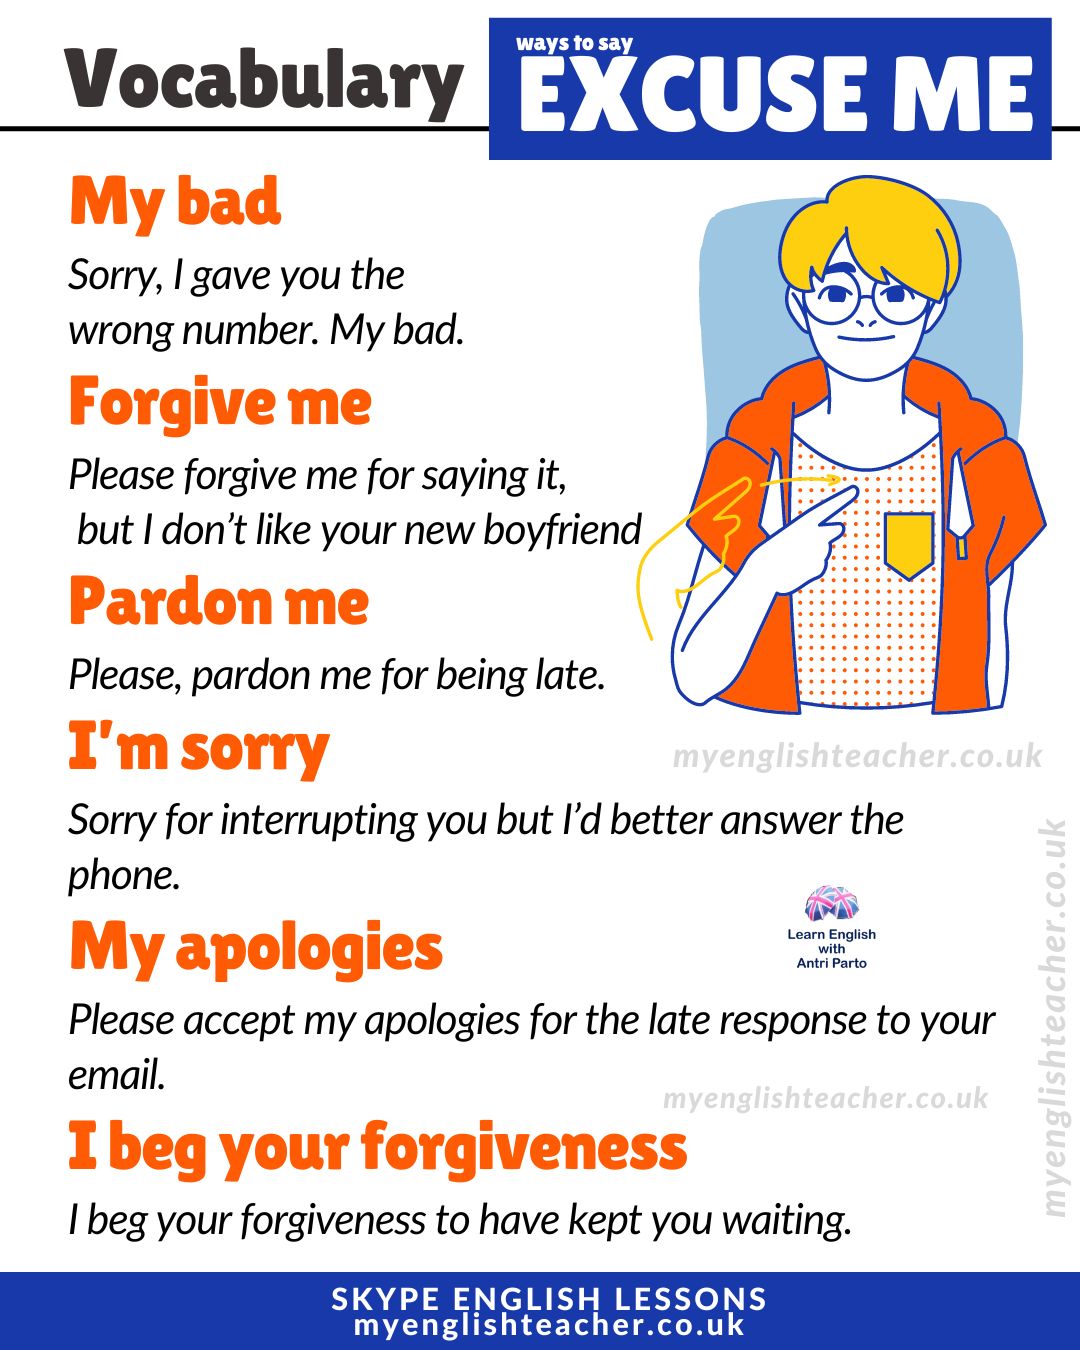 Vocabulary
ways to say
EXCUSE ME
My bad
Sorry, I gave you the
wrong number. My bad.
Forgive me
Please forgive me for saying it,
but I don’t like your new boyfriend
Pardon me
Please, pardon me for being late.
myenglishteacher.co.uk
I’m sorry
Sorry for interrupting you but I’d better answer the
phone.
Learn English
with
Antri Parto
My apologies
Please accept my apologies for the late response to your
email.
myenglishteacher.co.uk
myenglishteacher.co.uk
I beg your forgiveness
I beg your forgiveness to have kept you waiting.
SKYPE ENGLISH LESSONS
myenglishteacher.co.uk